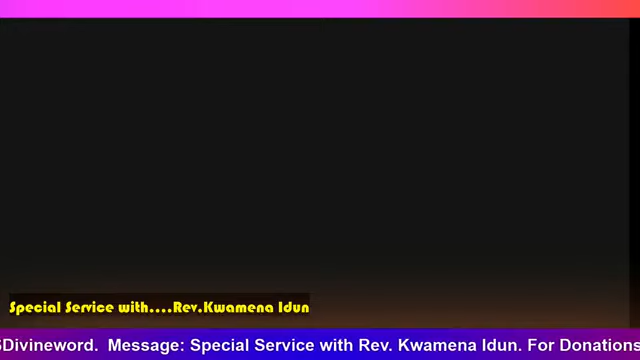 Special Service with....Rev.Kwamena Idun
Divineword.  Message: Special Service with Rev. Kwamena Idun. For Donations